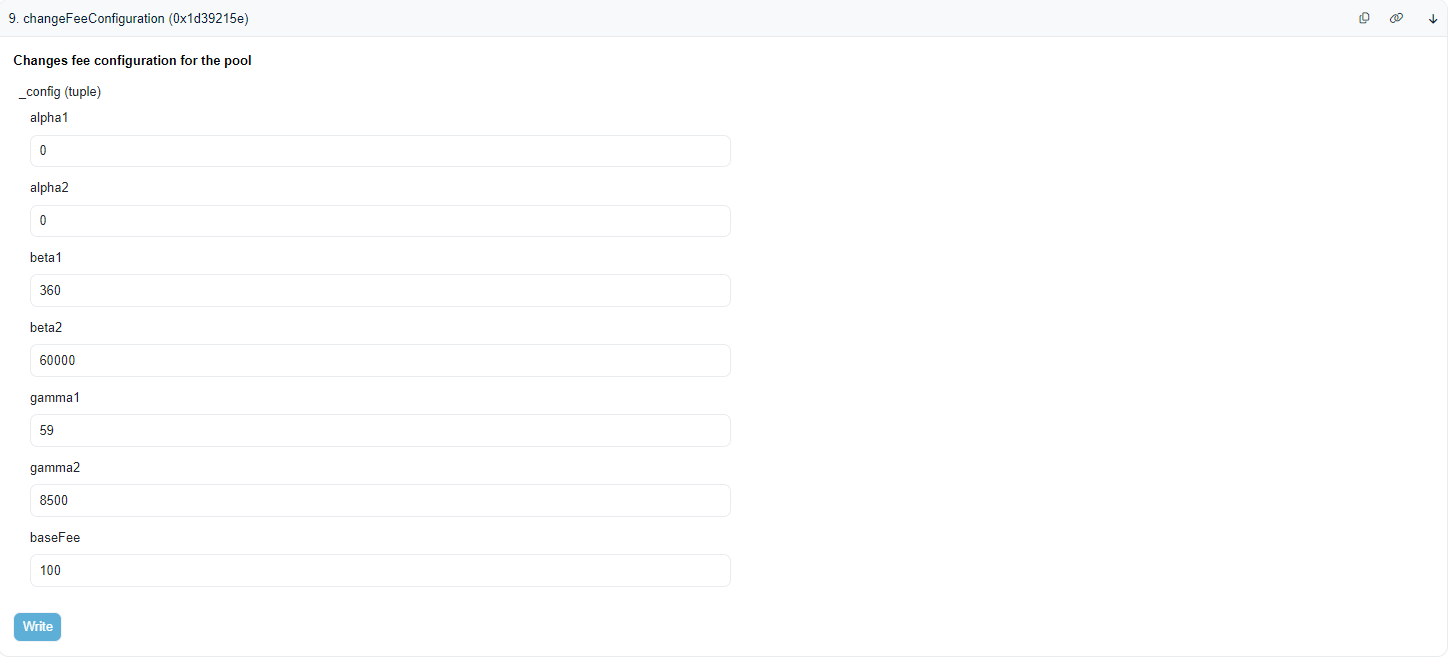 9. changeFeeConfiguration (0x1d39215e)
Changes fee configuration for the pool
_config (tuple)
alpha1
0
alpha2
0
beta1
360
beta2
60000
gamma1
59
gamma2
8500
baseFee
100
Write